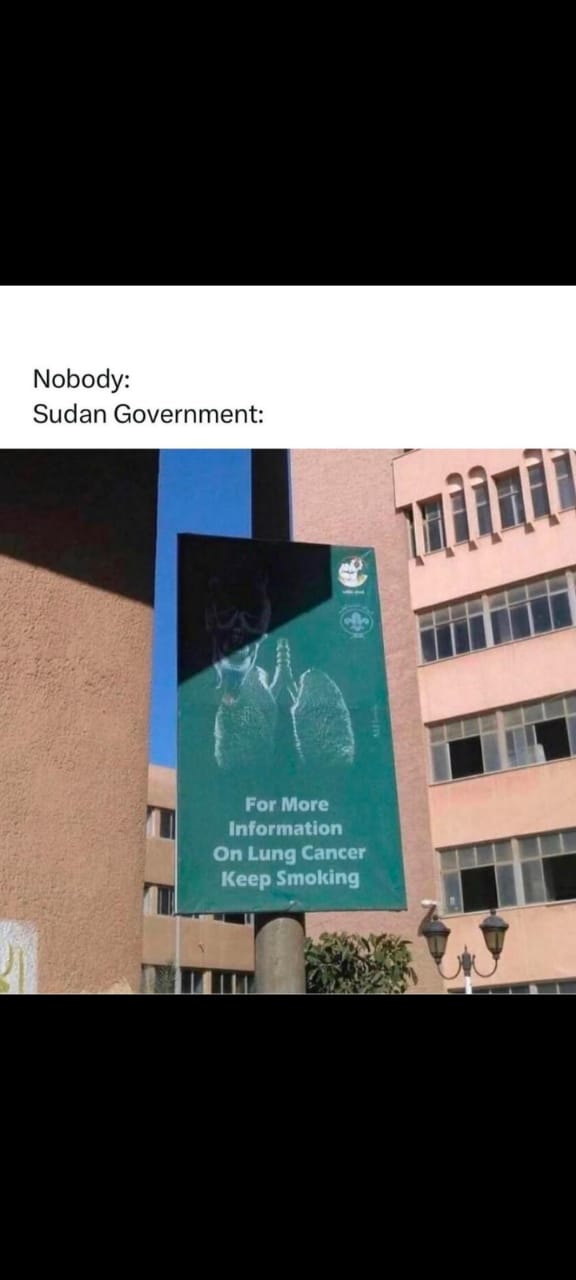 Nobody:
Sudan Government:
For More
Information
On Lung Cancer
Keep Smoking